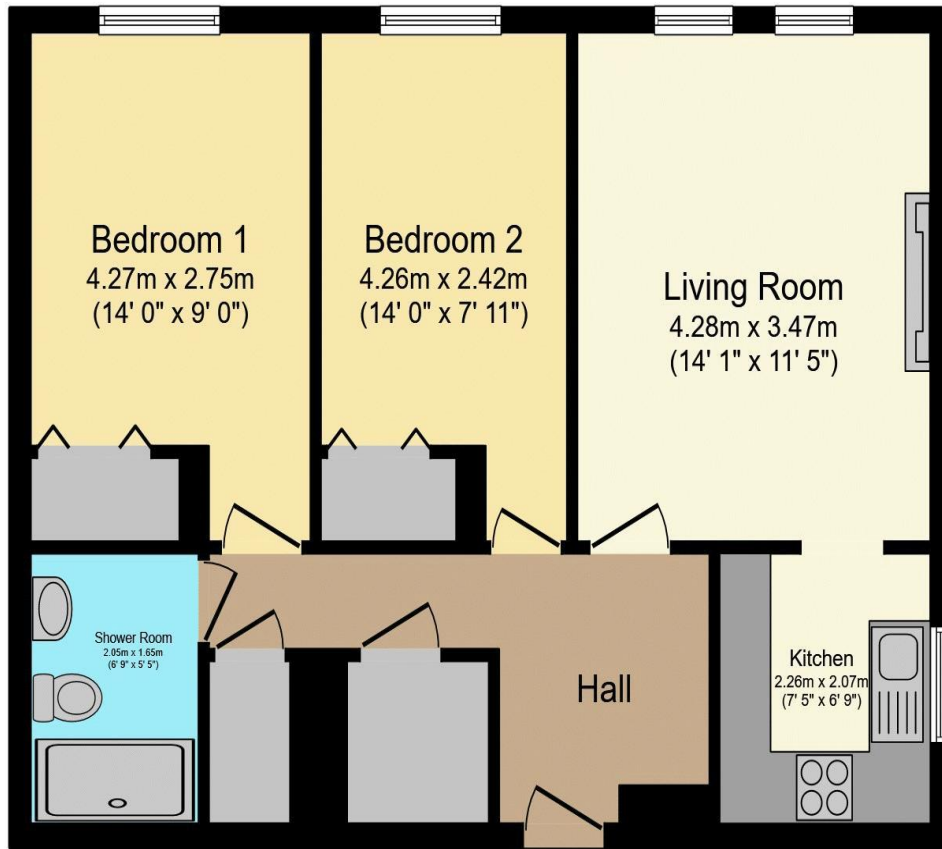 Bedroom 1
4.27m x 2.75m
(14' 0" x 9' 0")
Bedroom 2
4.26m x 2.42m
(14' 0" x 7' 11")
Living Room
4.28m x 3.47m
(14' 1" x 11' 5")
Shower Room
2.05m x 1.65m
(6' 9" x 5' 5")
Hall
Kitchen
2.26m x 2.07m
(7' 5" x 6' 9")